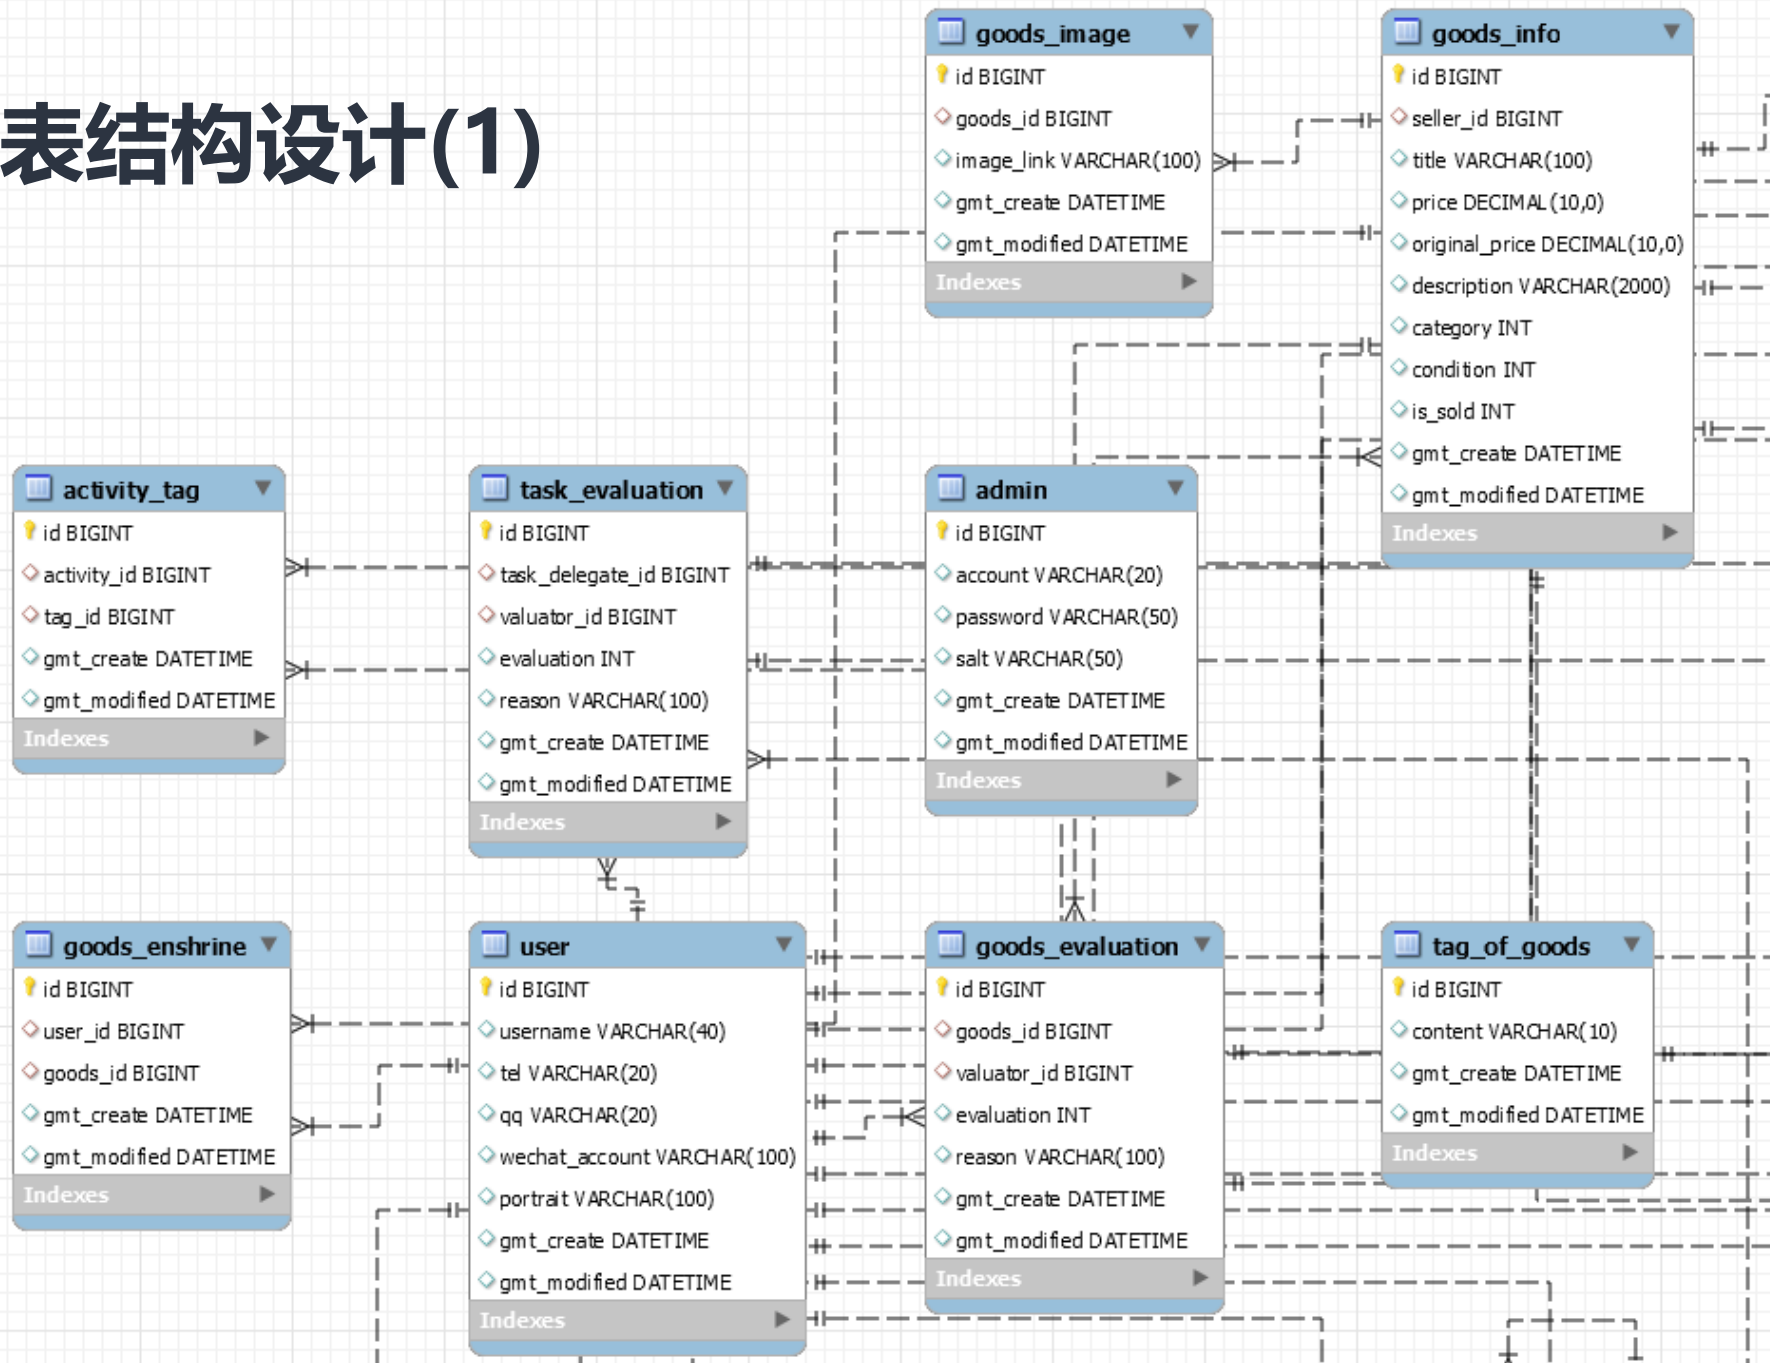 表结构设计(1)
goods_image
id BIGINT
goods_id BIGINT
image_link VARCHAR(100)
gmt_create DATETIME
gmt_modified DATETIME
Indexes
goods_info
id BIGINT
seller_id BIGINT
title VARCHAR(100)
price DECIMAL(10,0)
original_price DECIMAL(10,0)
description VARCHAR(2000)
category INT
condition INT
is_sold INT
gmt_create DATETIME
gmt_modified DATETIME
Indexes
activity_tag
id BIGINT
activity_id BIGINT
tag_id BIGINT
gmt_create DATETIME
gmt_modified DATETIME
Indexes
task_evaluation
id BIGINT
task_delegate_id BIGINT
valuator_id BIGINT
evaluation INT
reason VARCHAR(100)
gmt_create DATETIME
gmt_modified DATETIME
Indexes
admin
id BIGINT
account VARCHAR(20)
password VARCHAR(50)
salt VARCHAR(50)
gmt_create DATETIME
gmt_modified DATETIME
Indexes
goods_enshrine
id BIGINT
user_id BIGINT
goods_id BIGINT
gmt_create DATETIME
gmt_modified DATETIME
Indexes
user
id BIGINT
username VARCHAR(40)
tel VARCHAR(20)
qq VARCHAR(20)
wechat_account VARCHAR(100)
portrait VARCHAR(100)
gmt_create DATETIME
gmt_modified DATETIME
Indexes
goods_evaluation
id BIGINT
goods_id BIGINT
valuator_id BIGINT
evaluation INT
reason VARCHAR(100)
gmt_create DATETIME
gmt_modified DATETIME
Indexes
tag_of_goods
id BIGINT
content VARCHAR(10)
gmt_create DATETIME
gmt_modified DATETIME
Indexes